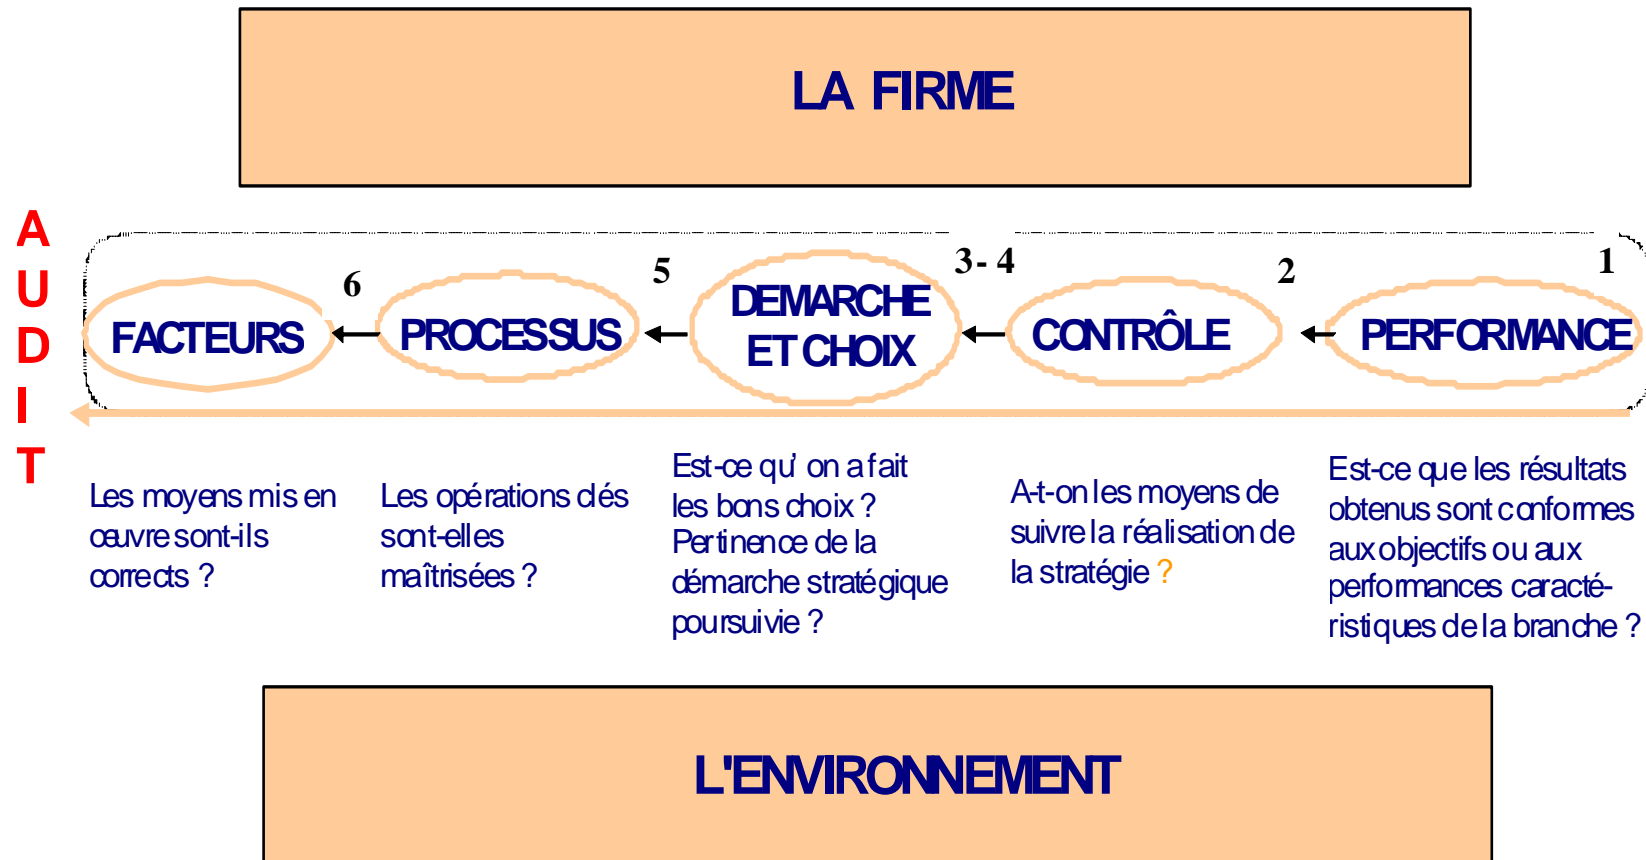 LA FIRME
A
U
D
I
T
6
5
3- 4
2
1
FACTEURS
PROCESSUS
DEMARCHE
ET CHOIX
CONTRÔLE
PERFORMANCE
Les moyens mis en
œuvre sont-ils
corrects ?
Les opérations clés
sont-elles
maîtrisées ?
Est-ce qu' on a fait
les bons choix ?
Pertinence de la
démarche stratégique
poursuivie ?
A-t-on les moyens de
suivre la réalisation de
la stratégie ?
Est-ce que les résultats
obtenus sont conformes
aux objectifs ou aux
performances caracté-
ristiques de la branche ?
L'ENVIRONNEMENT